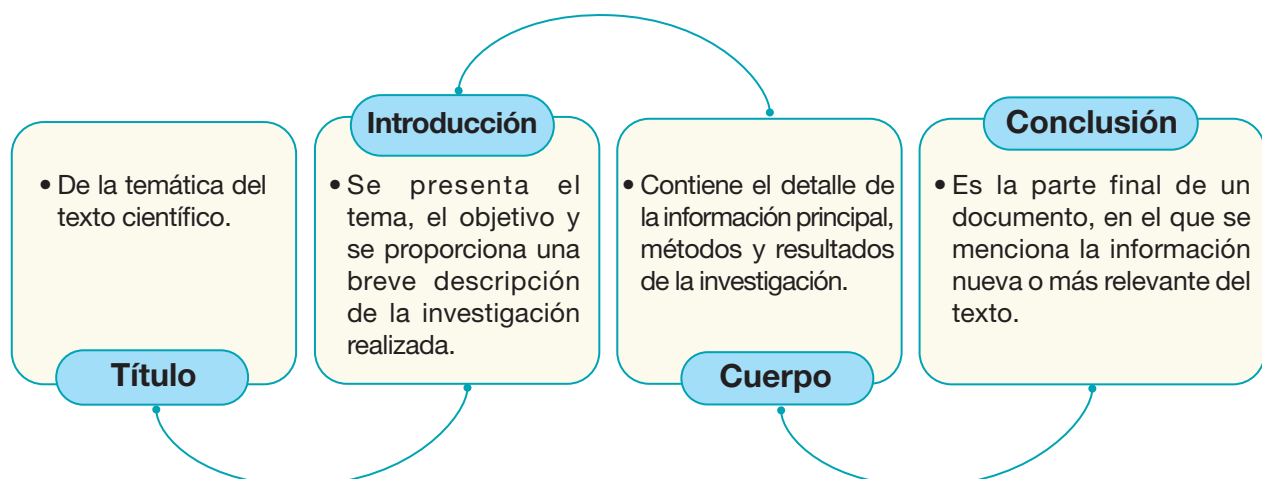 • De la temática del
texto científico.
Título
Introducción
• Se presenta el
tema, el objetivo y
se proporciona una
breve descripción
de la investigación
realizada.
• Contiene el detalle de
la información principal,
métodos y resultados
de la investigación.
Cuerpo
Conclusión
• Es la parte final de un
documento, en el que se
menciona la información
nueva o más relevante del
texto.